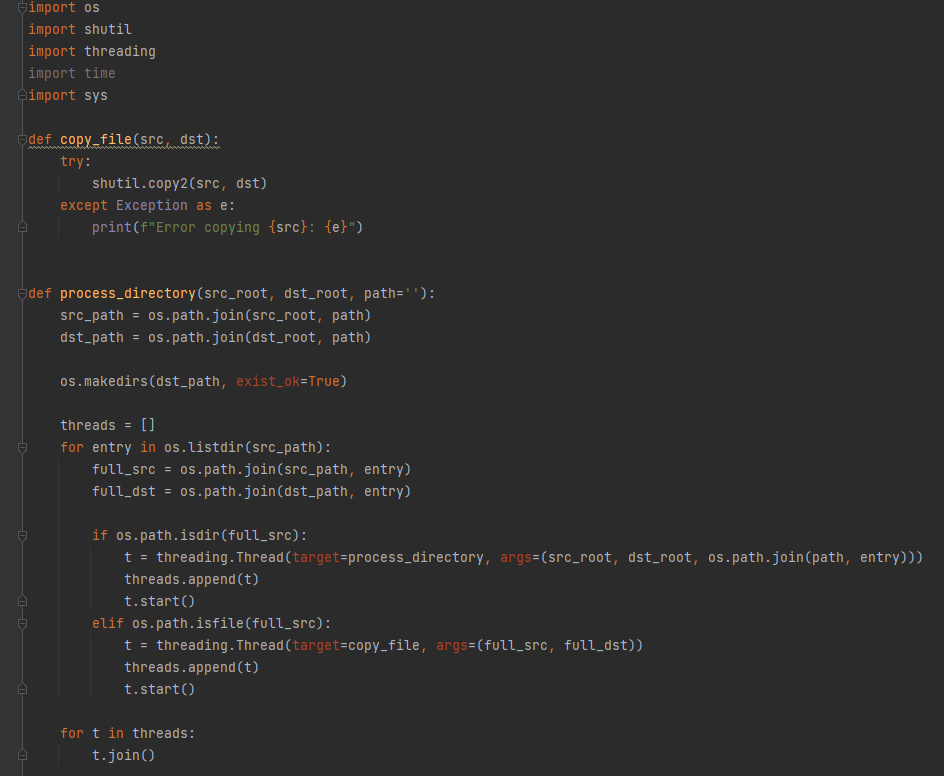 import os
import shutil
import threading
import time
import sys
def copy_file(src, dst):
    try:
        shutil.copy2(src, dst)
    except Exception as e:
        print(f"Error copying {src}: {e}")
def process_directory(src_root, dst_root, path=''):
    src_path = os.path.join(src_root, path)
    dst_path = os.path.join(dst_root, path)
    os.makedirs(dst_path, exist_ok=True)
    threads = []
    for entry in os.listdir(src_path):
        full_src = os.path.join(src_path, entry)
        full_dst = os.path.join(dst_path, entry)
        if os.path.isdir(full_src):
            t = threading.Thread(target=process_directory, args=(src_root, dst_root, os.path.join(path, entry)))
            threads.append(t)
            t.start()
        elif os.path.isfile(full_src):
            t = threading.Thread(target=copy_file, args=(full_src, full_dst))
            threads.append(t)
            t.start()
    for t in threads:
        t.join()